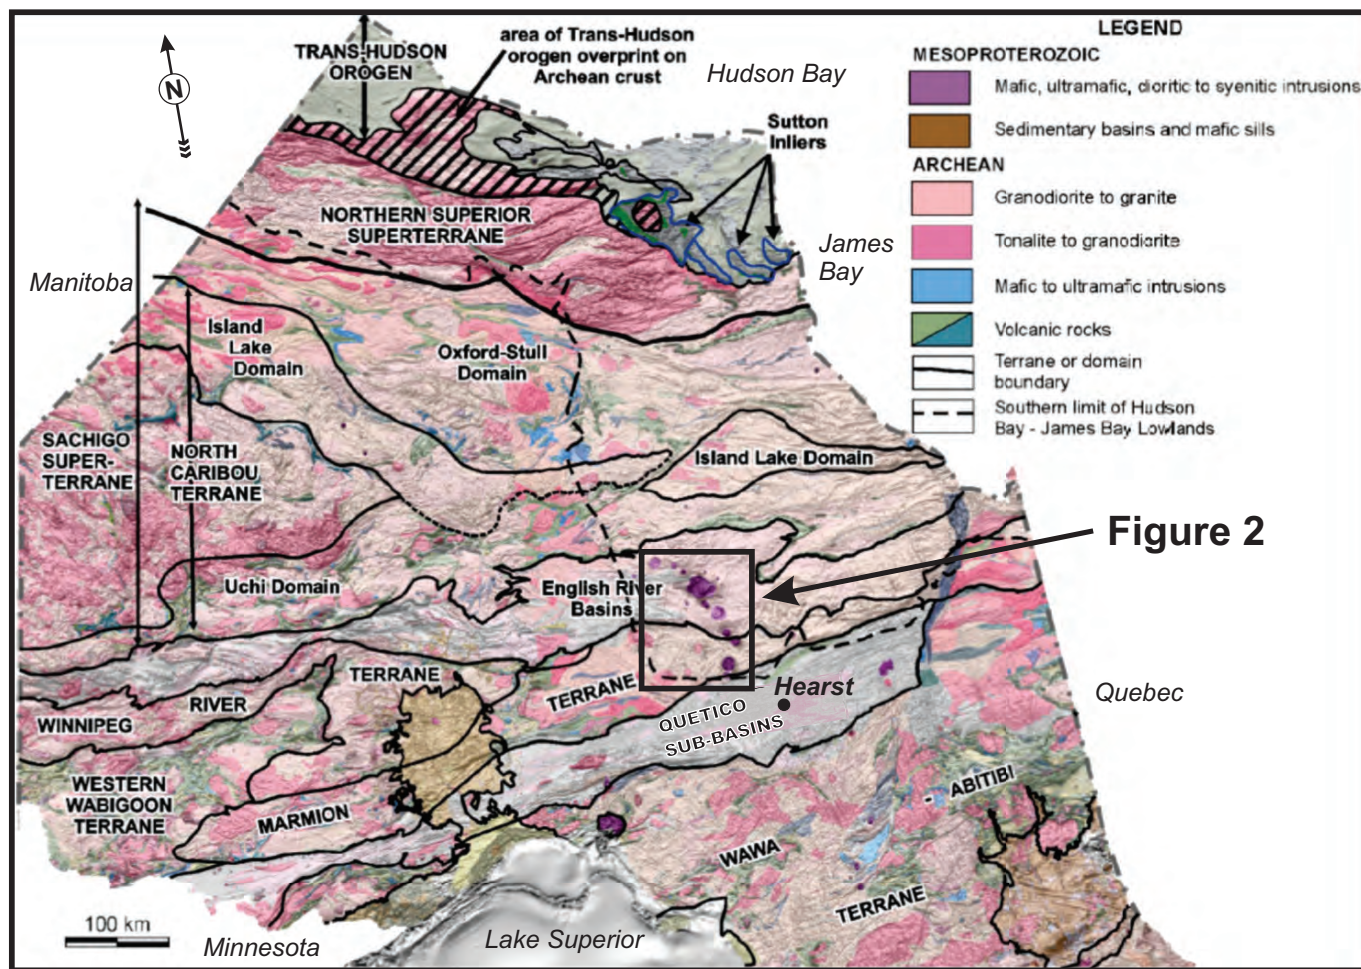 TRANS-HUDSON
OROGEN
area of Trans-Hudson
orogen overprint on
Archean crust
Hudson Bay
N
Sutton
Inliers
NORTHERN SUPERIOR
SUPERTERRANE
James
Bay
Manitoba
Island
Lake
Domain
Oxford-Stull
Domain
SACHIGO
SUPER-
TERRANE
NORTH
CARIBOU
TERRANE
Island Lake Domain
Figure 2
Uchi Domain
English River
Basins
TERRANE
RIVER
WINNIPEG
TERRANE
Hearst
Quebec
QUETICO
SUB-BASINS
WESTERN
WABIGOON
TERRANE
MARMION
ABITIBI
-
WAWA
TERRANE
100 km
Minnesota
Lake Superior
LEGEND
MESOPROTEROZOIC
Mafic, ultramafic, dioritic to syenitic intrusions
Sedimentary basins and mafic sills
ARCHEAN
Granodiorite to granite
Tonalite to granodiorite
Mafic to ultramafic intrusions
Volcanic rocks
Terrane or domain
boundary
Southern limit of Hudson
Bay - James Bay Lowlands